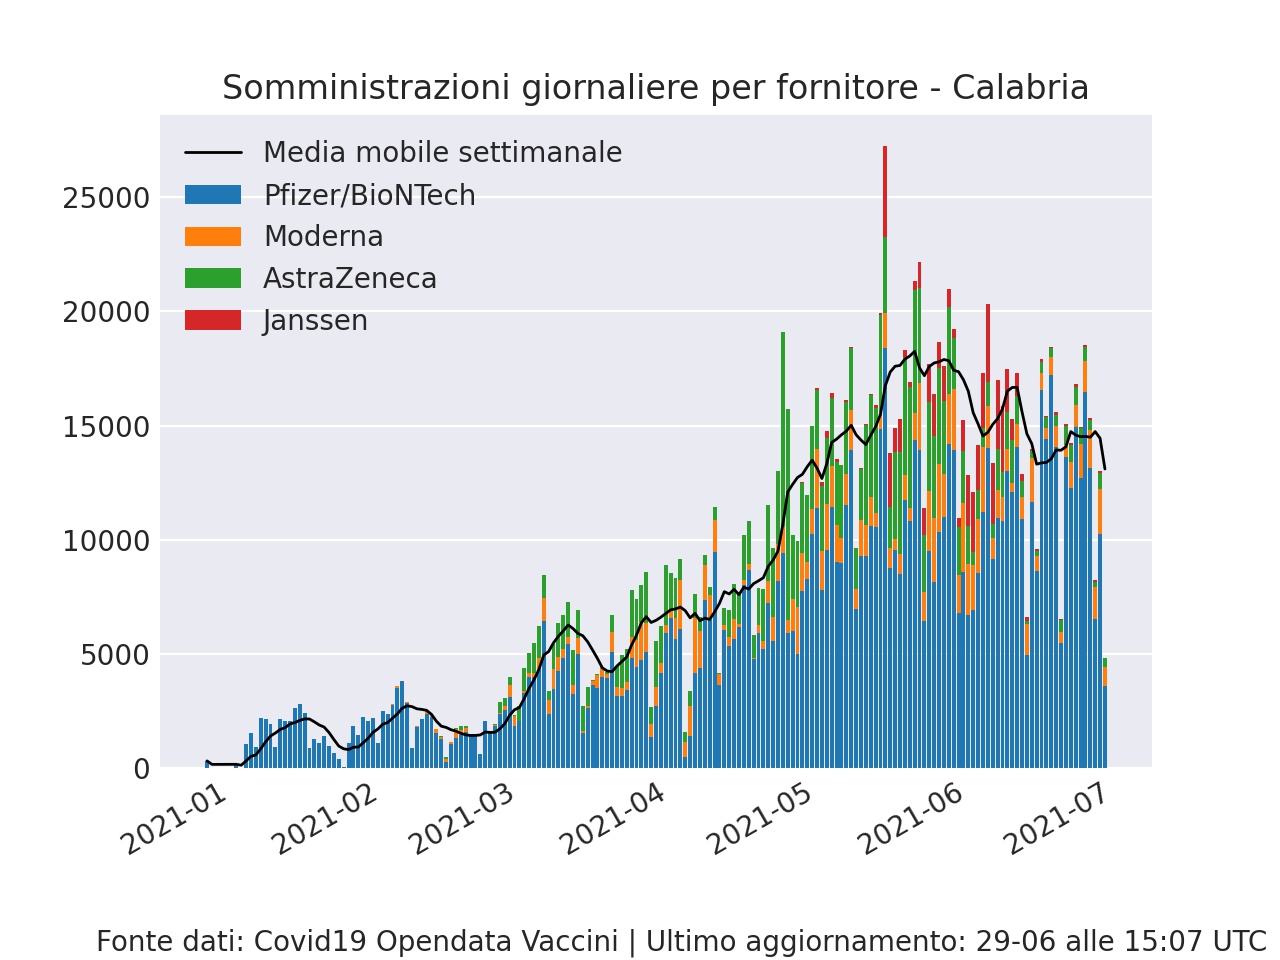 Somministrazioni giornaliere per fornitore - Calabria
Media mobile settimanale
Pfizer/BioNTech
Moderna
AstraZeneca
Janssen
25000
20000
15000
10000
5000
0
2021-01
2021-02
2021-03
2021-04
2021-05
2021-06
2021-07
Fonte dati: Covid19 Opendata Vaccini | Ultimo aggiornamento: 29-06 alle 15:07 UTC